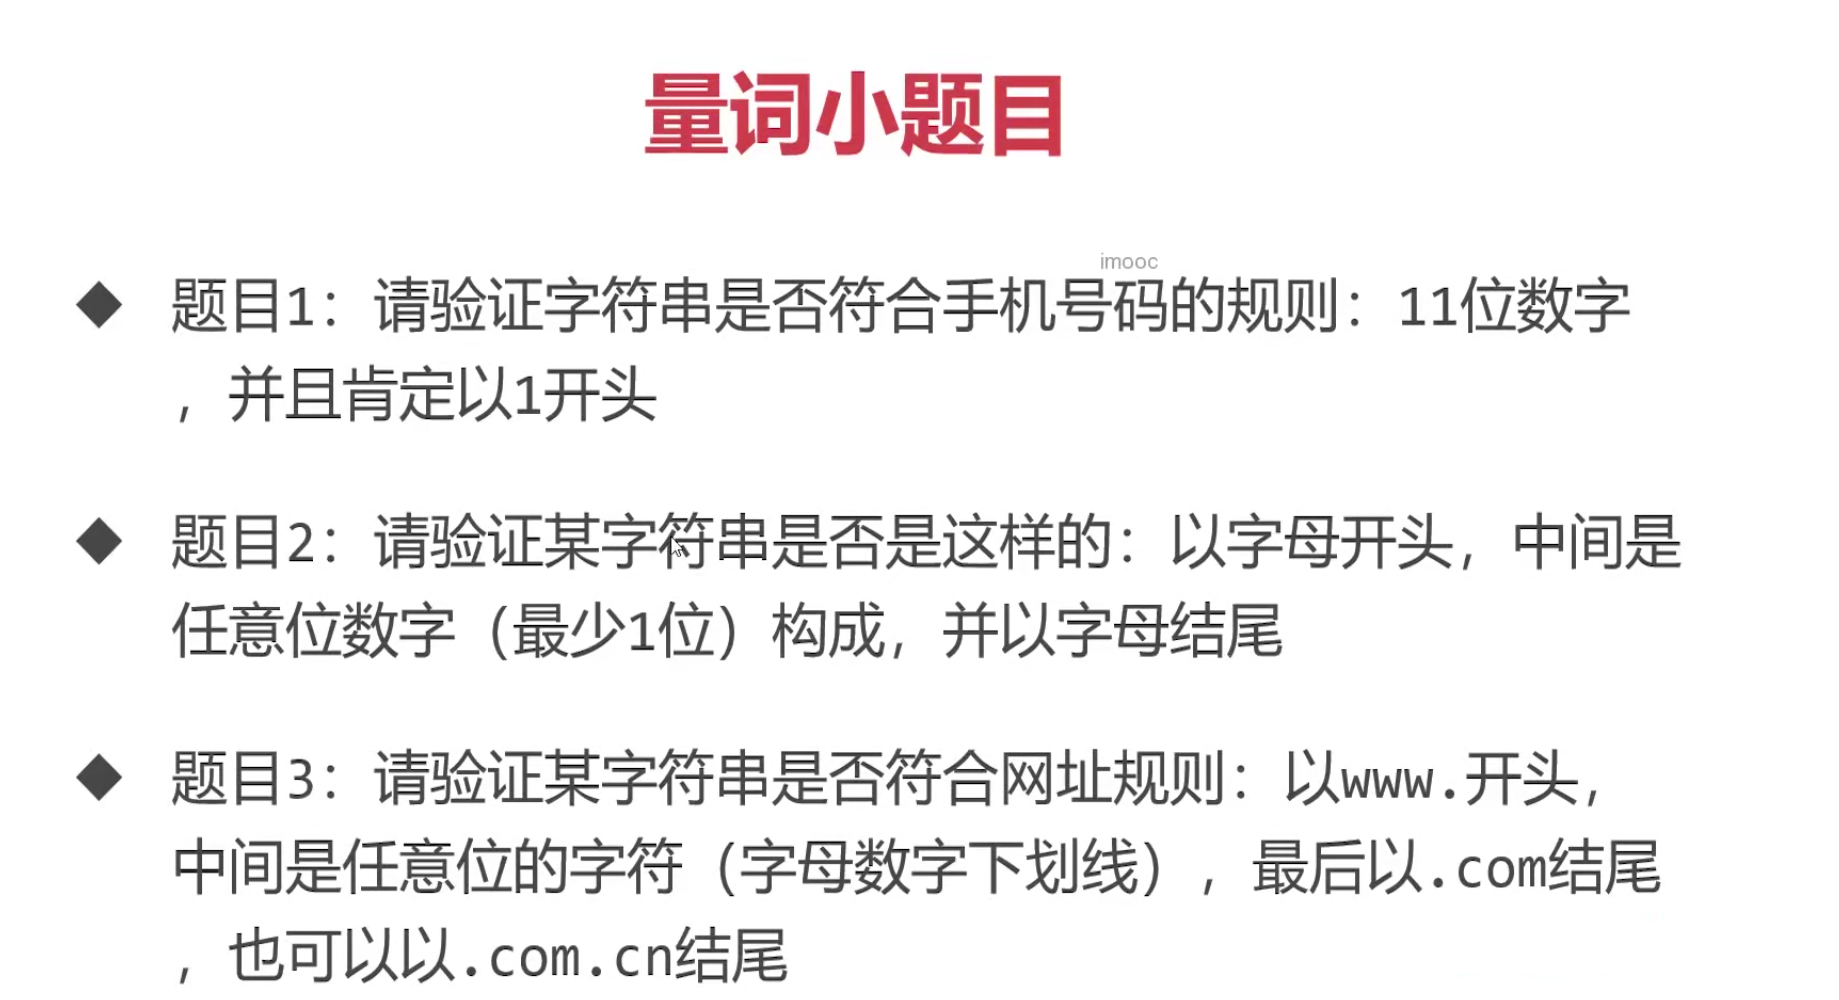 量词小题目
imooc
◆ 题目1：请验证字符串是否符合手机号码的规则：11位数字
，并且肯定以1开头
◆ 题目2：请验证某字符串是否是这样的：以字母开头，中间是
任意位数字（最少1位）构成，并以字母结尾
◆ 题目3：请验证某字符串是否符合网址规则：以www.开头，
中间是任意位的字符（字母数字下划线），最后以.com结尾
，也可以以.com.cn结尾